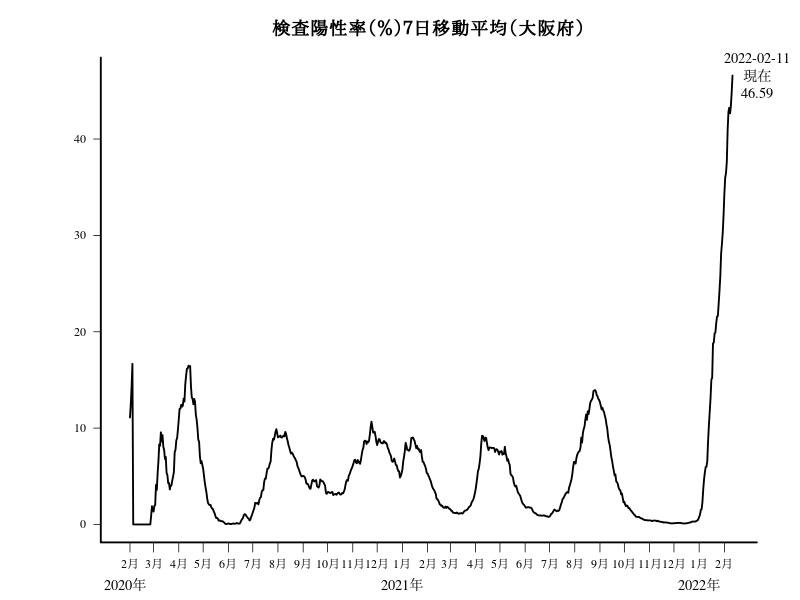 検査陽性率(%)7日移動平均(大阪府)
2022-02-11
現在
46.59
40
30
20
10
0
2月 3月 4月 5月 6月 7月 8月 9月 10月 11月 12月 1月 2月 3月 4月 5月 6月 7月 8月 9月 10月 11月 12月 1月 2月
2020年 2021年 2022年